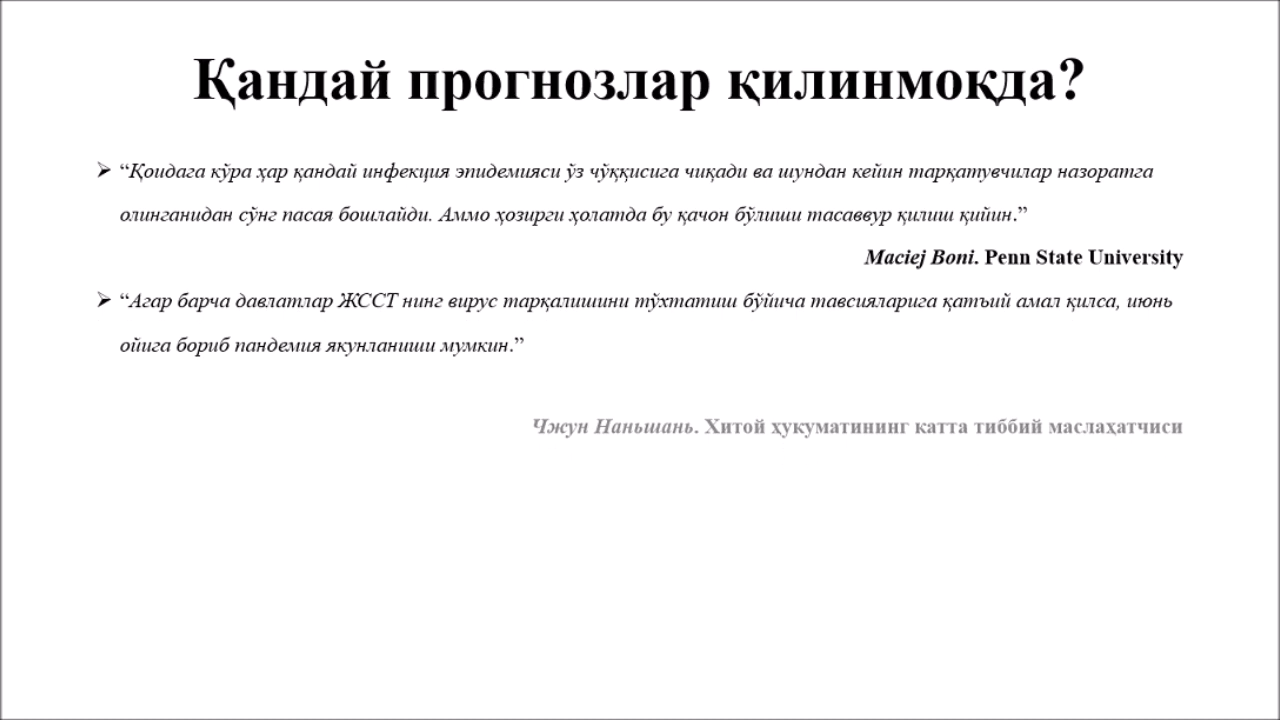 Қандай прогнозлар қилинмоқда?
➢ “Қоидага кўра ҳар қандай инфекция эпидемияси ўз чўққисига чиқади ва шундан кейин тарқатувчилар назоратга
олинганидан сўнг пасая бошлайди. Аммо ҳозирги ҳолатда бу қачон бўлиши тасаввур қилиш қийин.”
Maciej Boni. Penn State University
➢ “Агар барча давлатлар ЖССТ нинг вирус тарқалишини тўхтатиш бўйича тавсияларига қатъий амал қилса, июнь
ойига бориб пандемия якунланиши мумкин.”
Чжун Наньшань. Хитой ҳукуматининг катта тиббий маслаҳатчиси